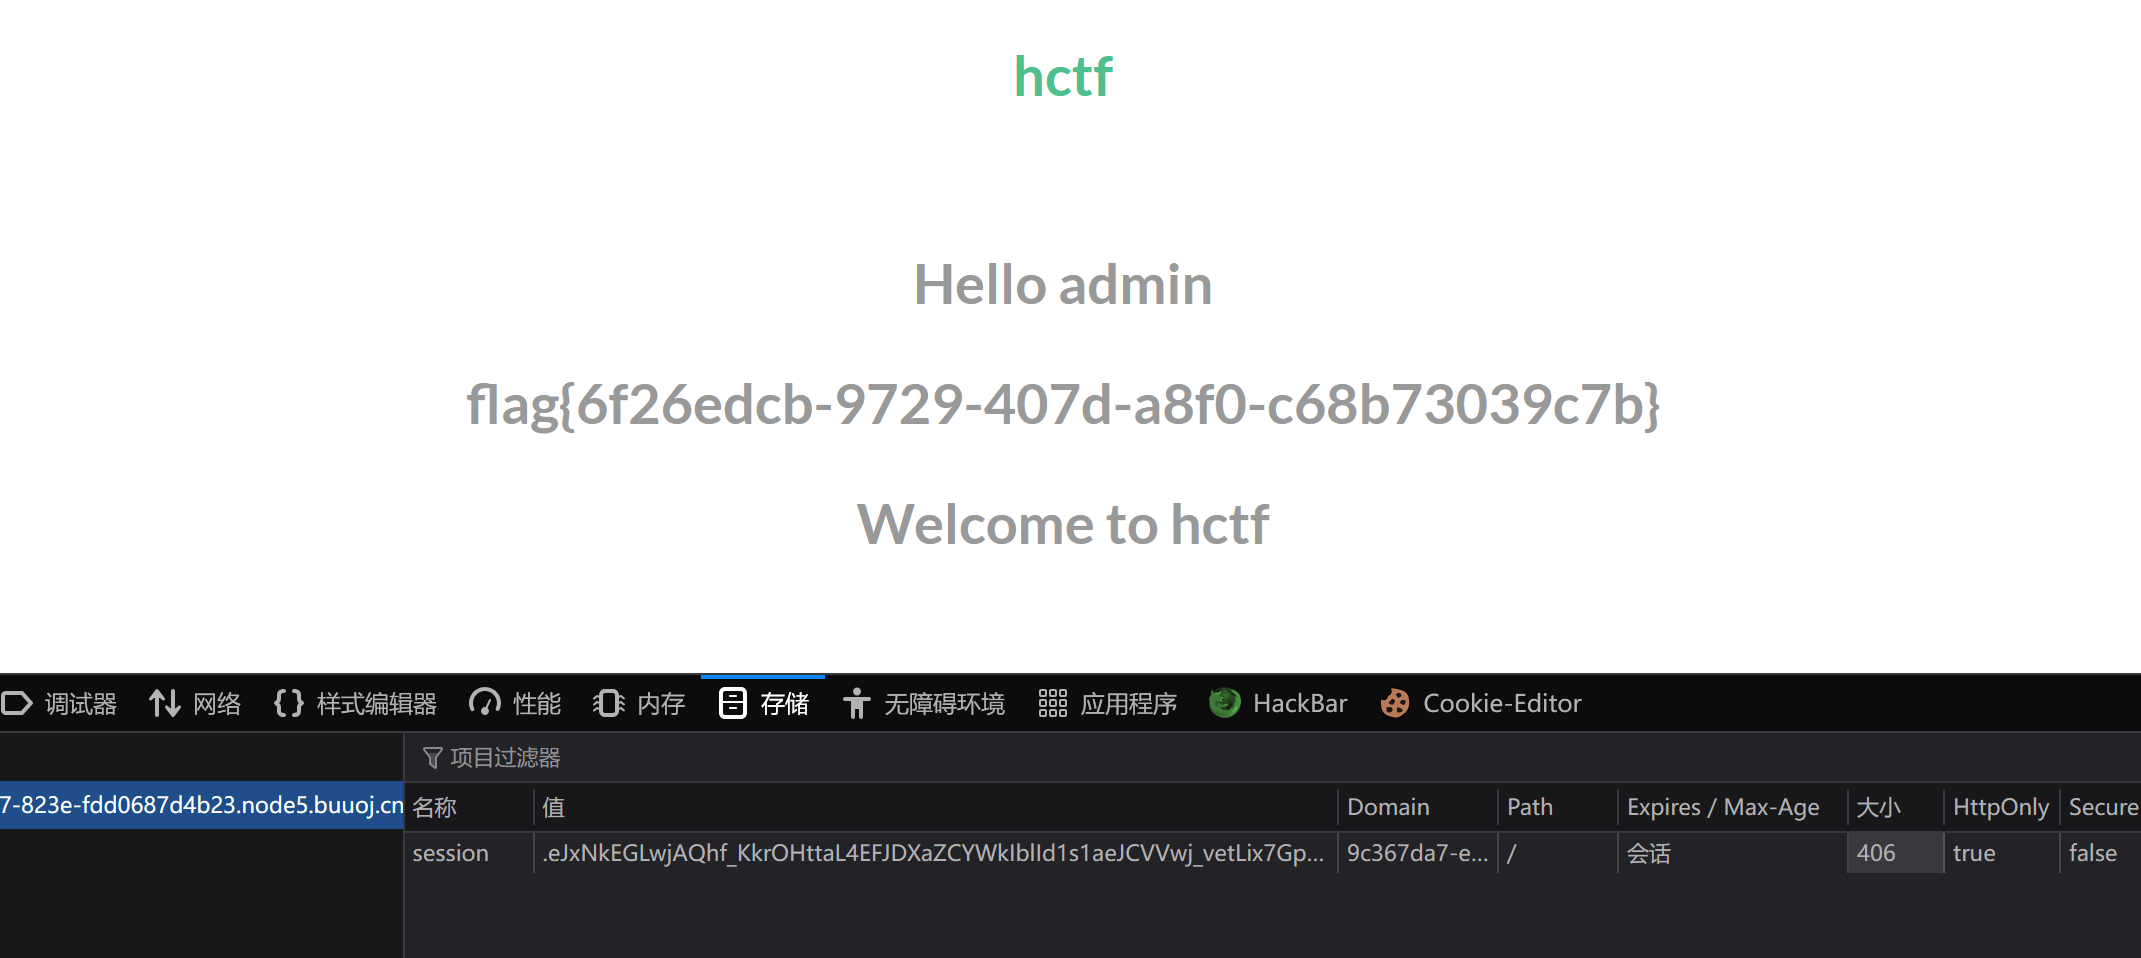 hctf
Hello admin
flag{6f26edcb-9729-407d-a8f0-c68b73039c7b}
Welcome to hctf
调试器 网络 样式编辑器 性能 内存 存储 无障碍环境 应用程序 HackBar Cookie-Editor
项目过滤器
7-823e-fdd0687d4b23.node5.buuoj.cn 名称 值 Domain Path Expires / Max-Age 大小 HttpOnly Secure
session .eJxNkEGLwjAQhf_KkrOHttaL4EFJDXaZCYWkIblId1s1aeJCVVwj_vetLix7Gp... 9c367da7-e... / 会话 406 true false